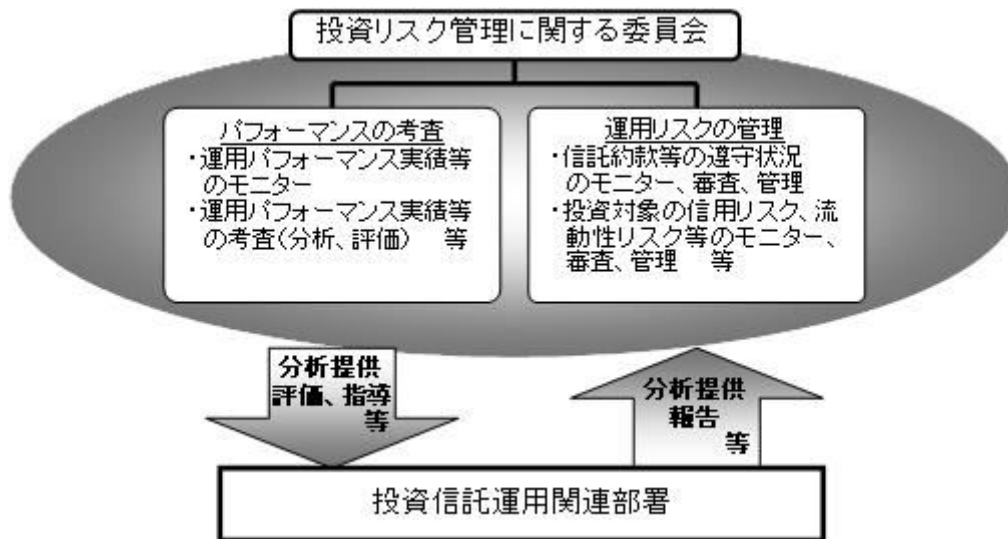 投資リスク管理に関する委員会
パフォーマンスの考査
・運用パフォーマンス実績等
のモニター
・運用パフォーマンス実績等
の考査(分析、評価) 等
運用リスクの管理
・信託約款等の遵守状況
のモニター、審査、管理
・投資対象の信用リスク、流
動性リスク等のモニター、
審査、管理 等
分析提供
評価、指導
等
分析提供
報告
等
投資信託運用関連部署